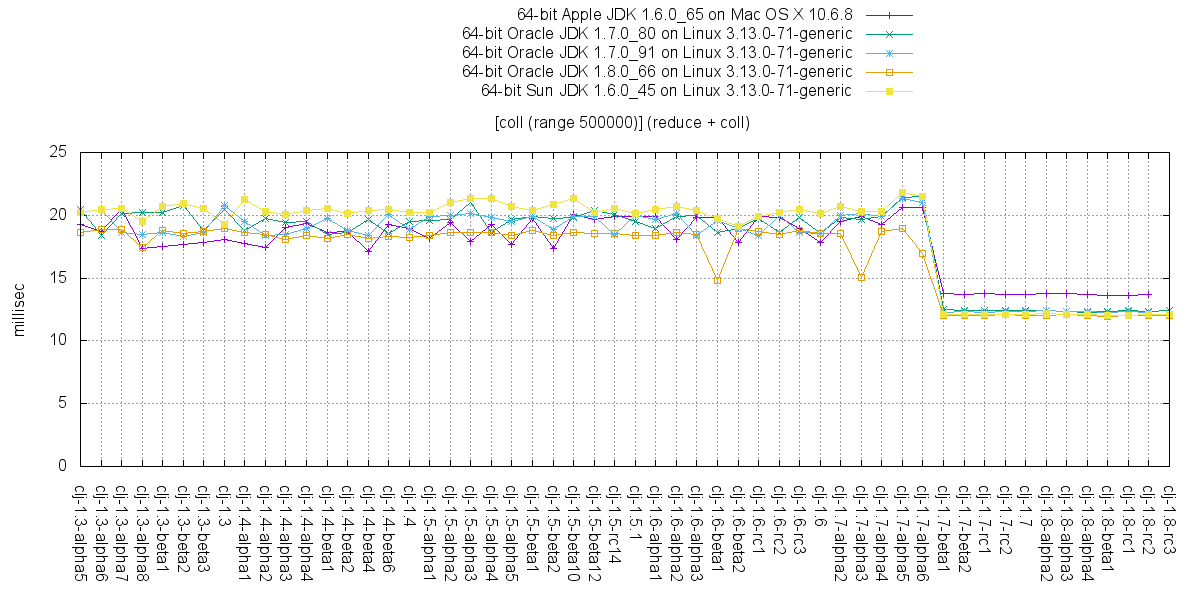 64-bit Apple JDK 1.6.0_65 on Mac OS X 10.6.8
64-bit Oracle JDK 1.7.0_80 on Linux 3.13.0-71-generic
64-bit Oracle JDK 1.7.0_91 on Linux 3.13.0-71-generic
64-bit Oracle JDK 1.8.0_66 on Linux 3.13.0-71-generic
64-bit Sun JDK 1.6.0_45 on Linux 3.13.0-71-generic
[coll (range 500000)] (reduce + coll)
25
20
15
10
5
0
millisec
clj-1.3-alpha5
clj-1.3-alpha6
clj-1.3-alpha7
clj-1.3-alpha8
clj-1.3-beta1
clj-1.3-beta2
clj-1.3-beta3
clj-1.3
clj-1.4-alpha1
clj-1.4-alpha2
clj-1.4-alpha3
clj-1.4-alpha4
clj-1.4-beta1
clj-1.4-beta2
clj-1.4-beta4
clj-1.4-beta6
clj-1.4
clj-1.5-alpha1
clj-1.5-alpha2
clj-1.5-alpha3
clj-1.5-alpha4
clj-1.5-alpha5
clj-1.5-beta1
clj-1.5-beta2
clj-1.5-beta10
clj-1.5-beta12
clj-1.5-rc14
clj-1.5.1
clj-1.6-alpha1
clj-1.6-alpha2
clj-1.6-alpha3
clj-1.6-beta1
clj-1.6-beta2
clj-1.6-rc1
clj-1.6-rc2
clj-1.6-rc3
clj-1.6
clj-1.7-alpha2
clj-1.7-alpha3
clj-1.7-alpha4
clj-1.7-alpha5
clj-1.7-alpha6
clj-1.7-beta1
clj-1.7-beta2
clj-1.7-rc1
clj-1.7-rc2
clj-1.7
clj-1.8-alpha2
clj-1.8-alpha3
clj-1.8-alpha4
clj-1.8-beta1
clj-1.8-rc1
clj-1.8-rc2
clj-1.8-rc3